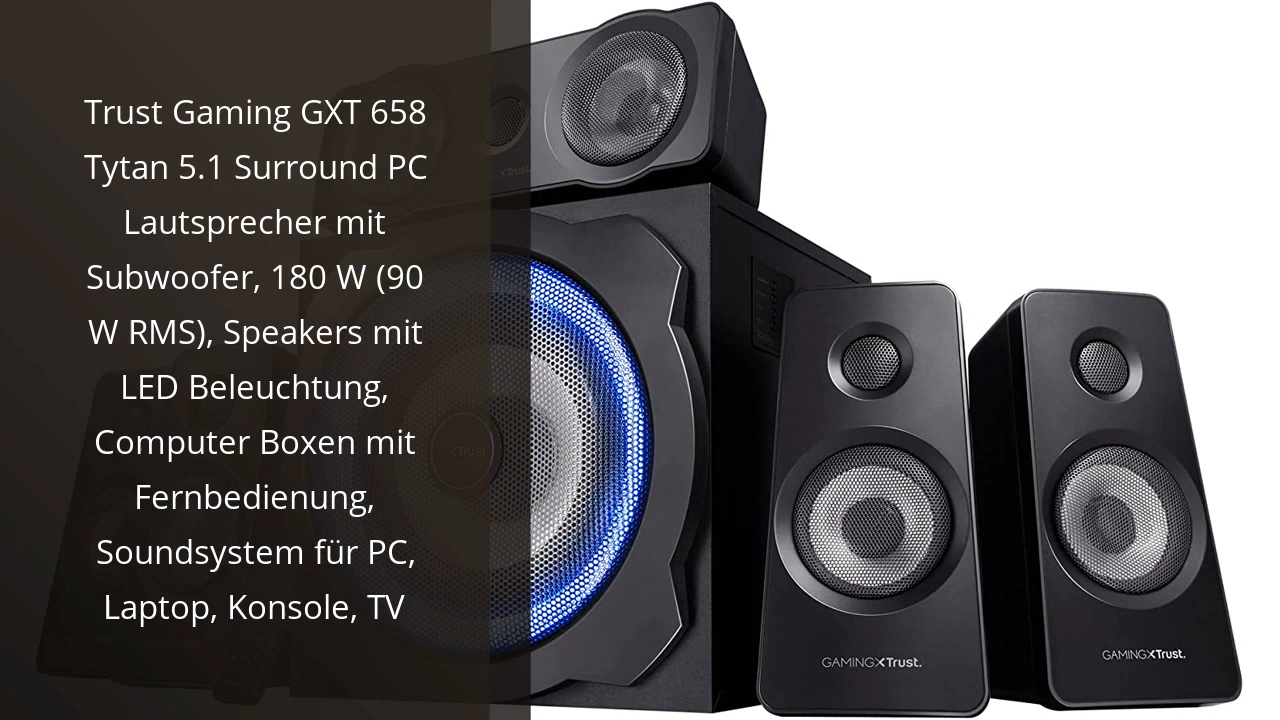 Trust Gaming GXT 658
Tytan 5.1 Surround PC
Lautsprecher mit
Subwoofer, 180 W (90
W RMS), Speakers mit
LED Beleuchtung,
Computer Boxen mit
Fernbedienung,
Soundsystem für PC,
Laptop, Konsole, TV
GAMINGXTrust.
GAMINGXTrust.